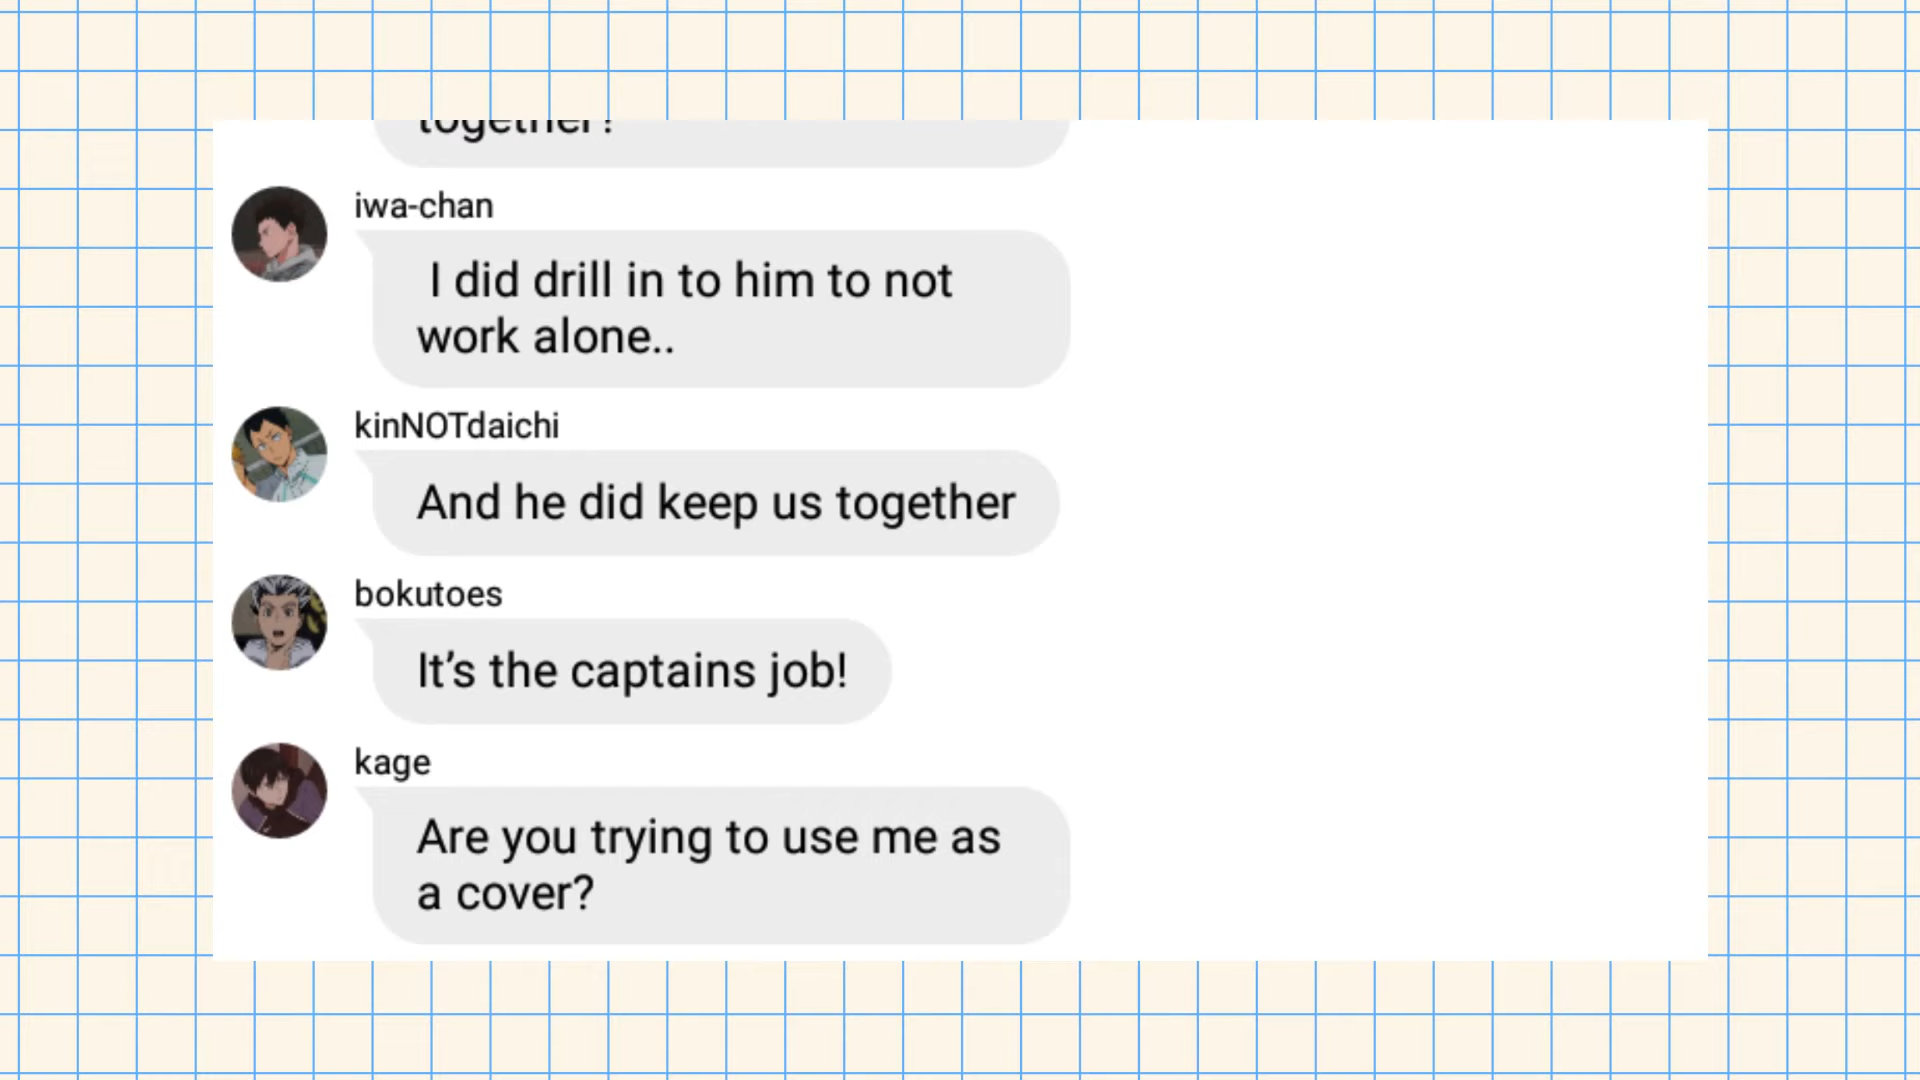 together?
iwa-chan
I did drill in to him to not
work alone..
kinNOTdaichi
And he did keep us together
bokutoes
It’s the captains job!
kage
Are you trying to use me as
a cover?